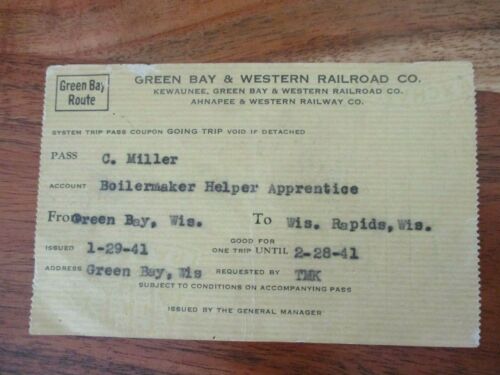 Green Bay
Route
GREEN BAY & WESTERN RAILROAD CO.
KEWAUNEE, GREEN BAY & WESTERN RAILROAD CO.
AHNAPEE & WESTERN RAILWAY CO.
SYSTEM TRIP PASS COUPON GOING TRIP VOID IF DETACHED
PASS C. Miller
ACCOUNT Boilermaker Helper Apprentice
From Green Bay, Wis. To Wis. Rapids, Wis.
ISSUED 1-29-41 GOOD FOR ONE TRIP UNTIL 2-28-41
ADDRESS Green Bay, Wis REQUESTED BY TMK
SUBJECT TO CONDITIONS ON ACCOMPANYING PASS
ISSUED BY THE GENERAL MANAGER